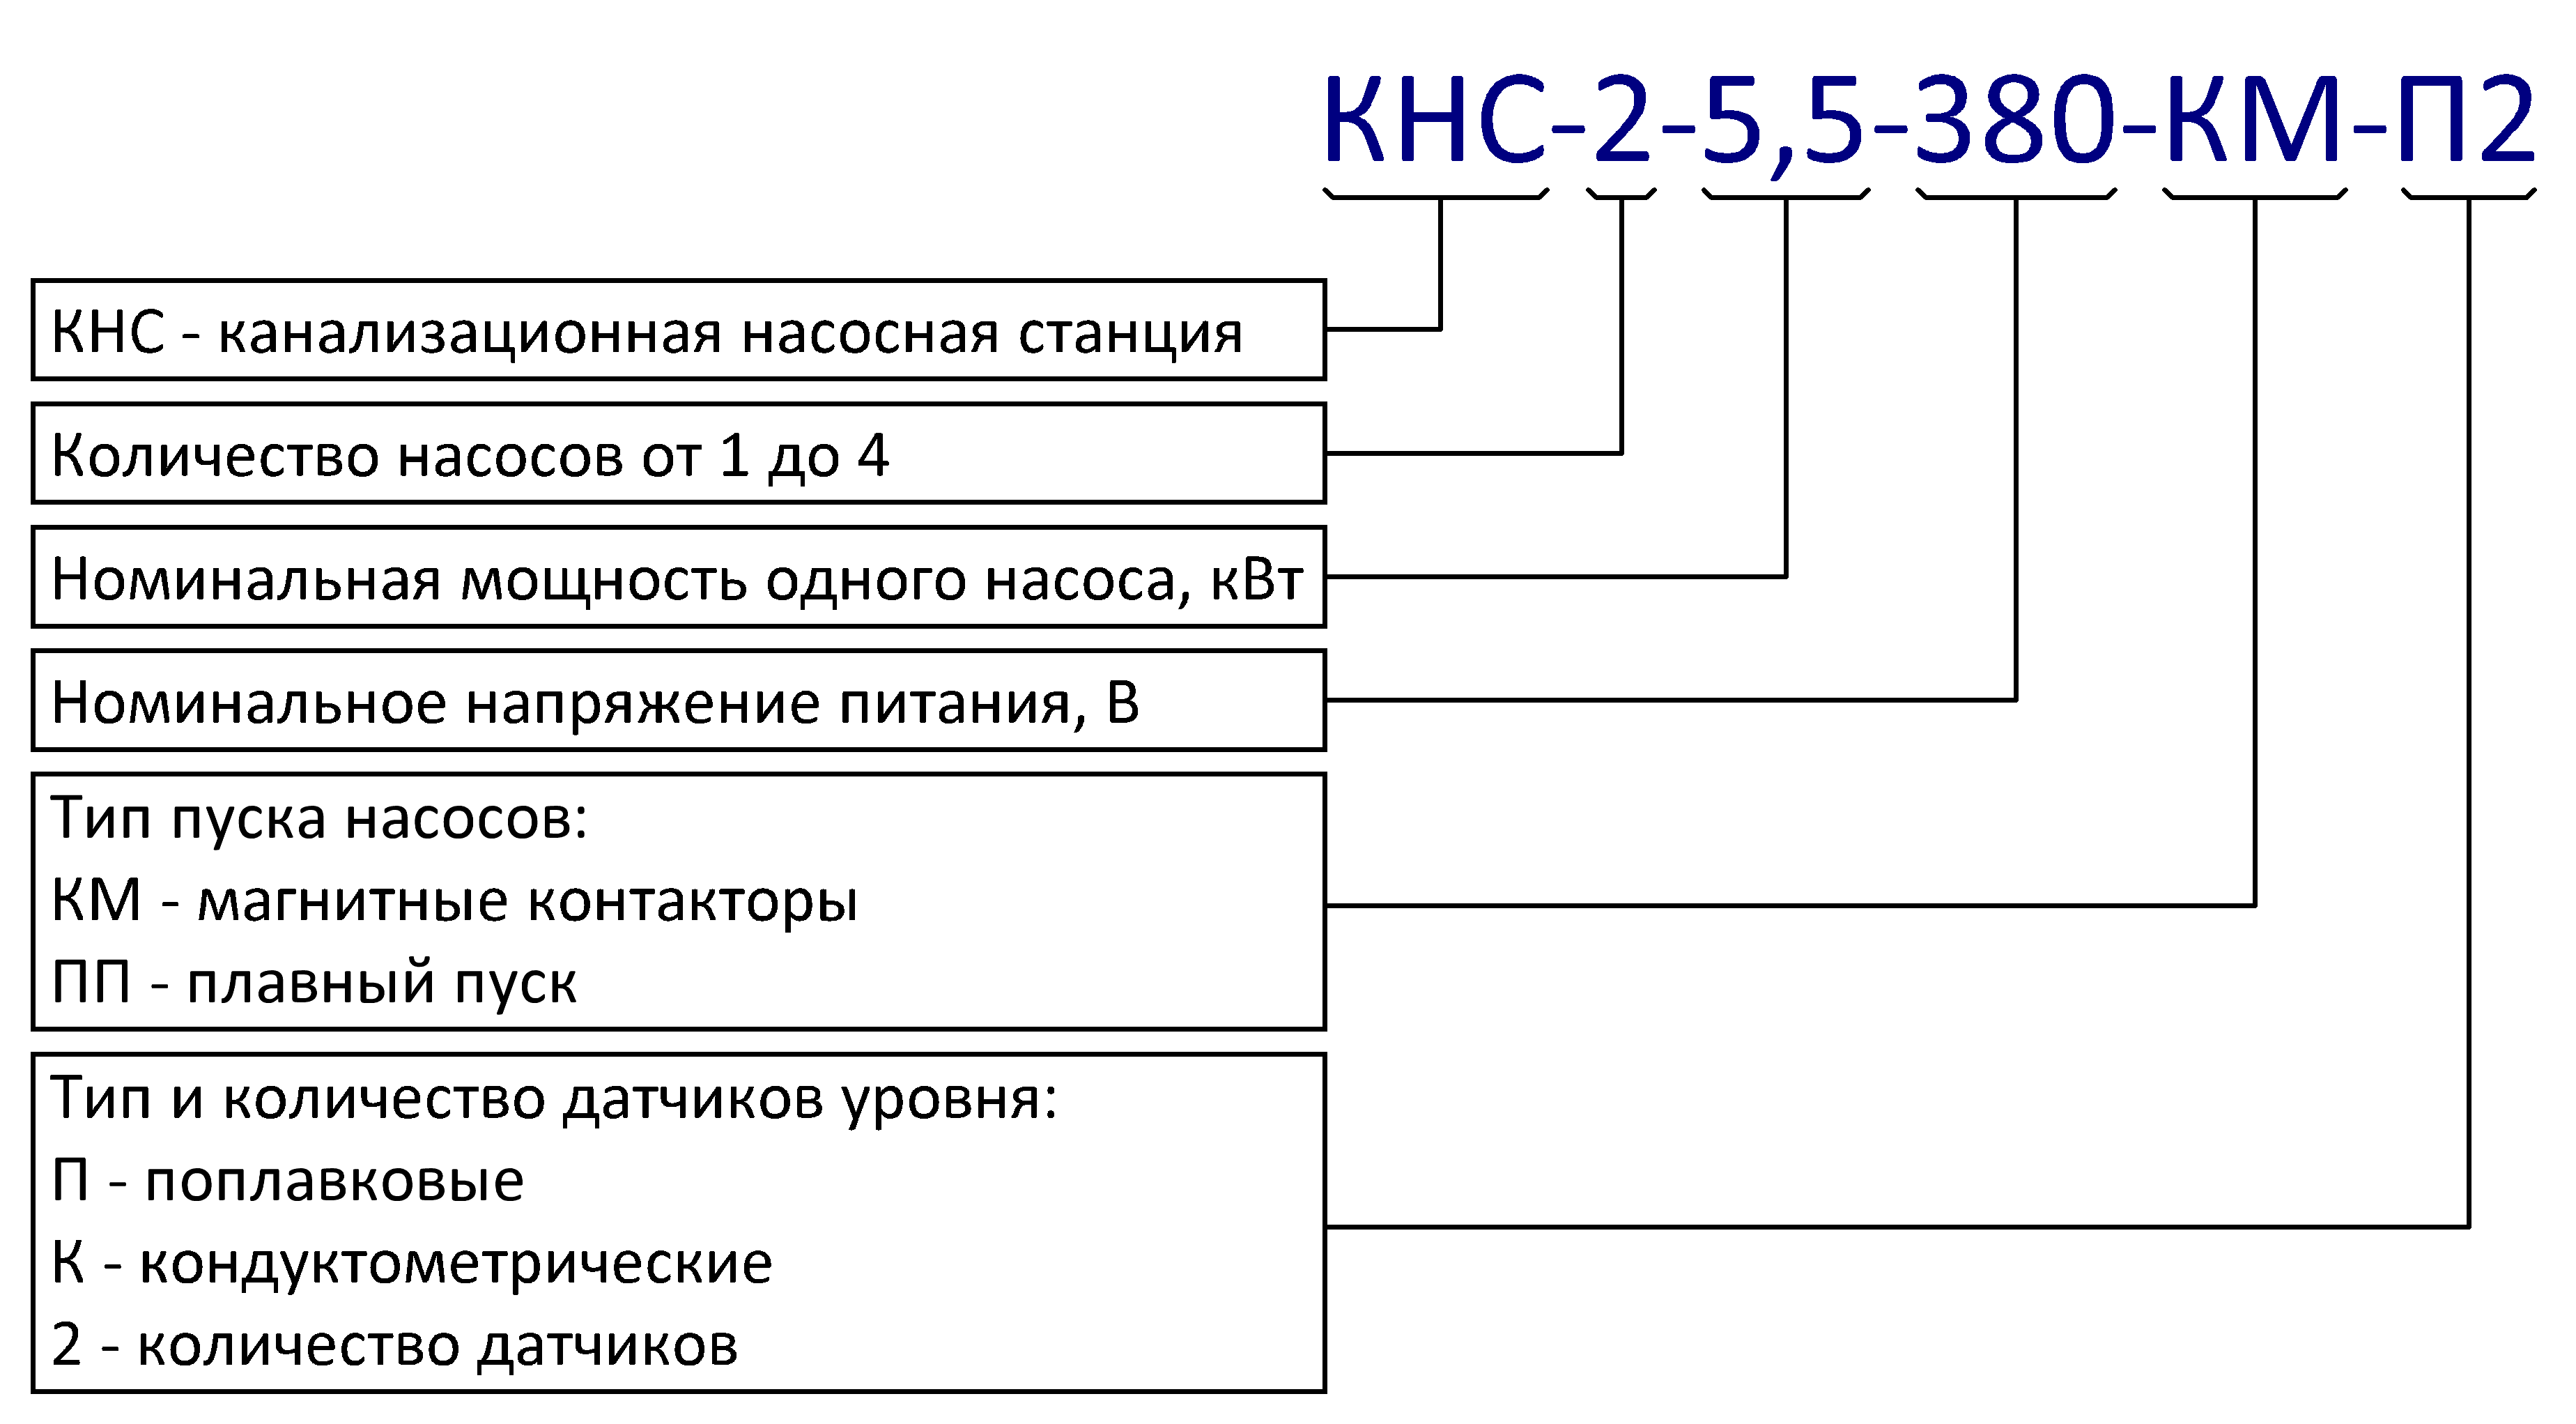 КНС-2-5,5-380-КМ-П2
КНС - канализационная насосная станция
Количество насосов от 1 до 4
Номинальная мощность одного насоса, кВт
Номинальное напряжение питания, В
Тип пуска насосов:
КМ - магнитные контакторы
ПП - плавный пуск
Тип и количество датчиков уровня:
П - поплавковые
К - кондуктометрические
2 - количество датчиков